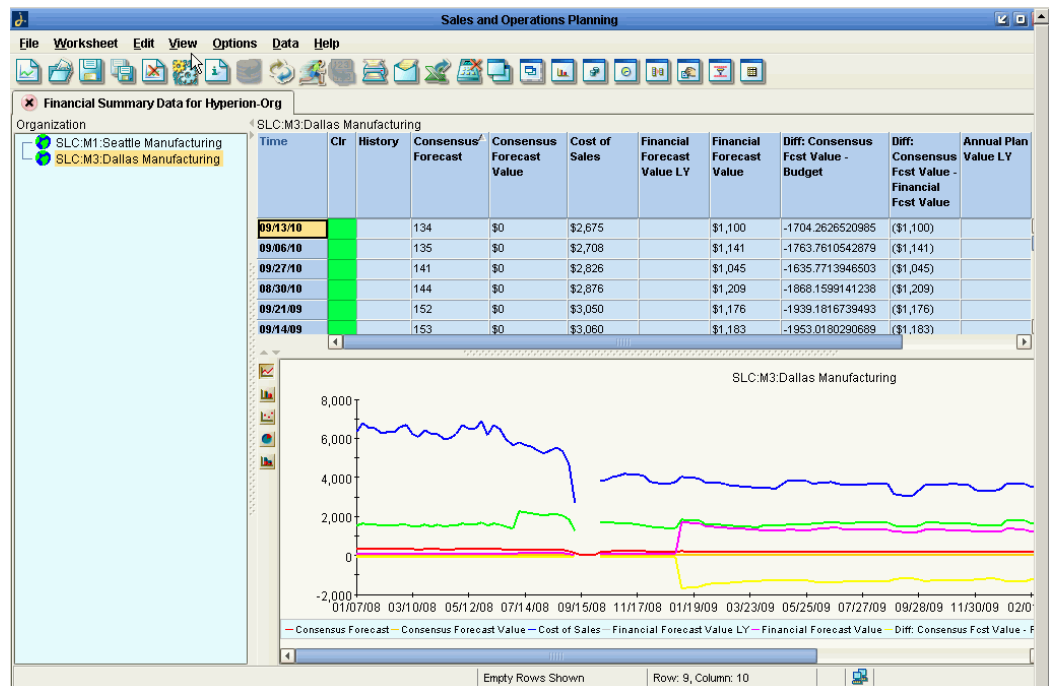 Sales and Operations Planning
File Worksheet Edit View Options Data Help
Financial Summary Data for Hyperion-Org
Organization
SLC:M1:Seattle Manufacturing
SLC:M3:Dallas Manufacturing
SLC:M3:Dallas Manufacturing
Time Clr History Consensus Forecast Consensus Forecast Value Cost of Sales Financial Forecast Value LY Financial Forecast Value Diff: Consensus Fcst Value - Budget Diff: Consensus Fcst Value - Financial Fcst Value Annual Plan Value LY
09/13/10 134 $0 $2,675 $1,100 -1704.2626520985 ($1,100)
09/06/10 135 $0 $2,708 $1,141 -1763.7610542879 ($1,141)
09/27/10 141 $0 $2,826 $1,045 -1635.7713946503 ($1,045)
08/30/10 144 $0 $2,876 $1,209 -1868.1599141238 ($1,209)
09/21/09 152 $0 $3,050 $1,176 -1939.1816739493 ($1,176)
09/14/09 153 $0 $3,060 $1,183 -1953.0180290689 ($1,183)
SLC:M3:Dallas Manufacturing
8,000
6,000
4,000
2,000
0
-2,000
01/07/08 03/10/08 05/12/08 07/14/08 09/15/08 11/17/08 01/19/09 03/23/09 05/25/09 07/27/09 09/28/09 11/30/09 02/0
Consensus Forecast Consensus Forecast Value Cost of Sales Financial Forecast Value LY Financial Forecast Value Diff: Consensus Fcst Value - F
Empty Rows Shown Row: 9, Column: 10